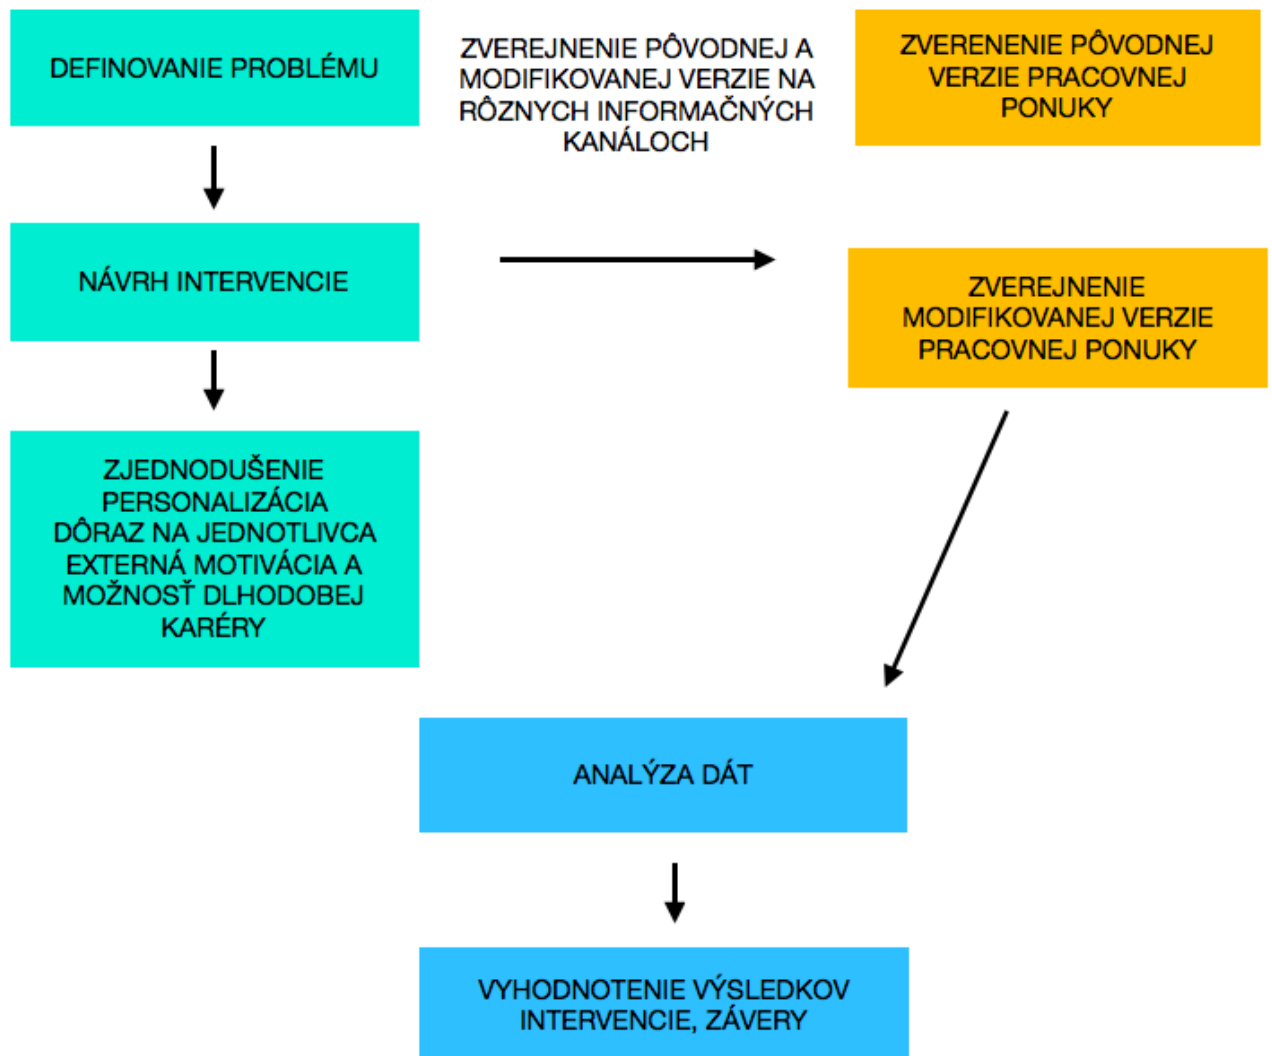 DEFINOVANIE PROBLÉMU
ZVEREJNENIE PÔVODNEJ A
MODIFIKOVANEJ VERZIE NA
RÔZNYCH INFORMAČNÝCH
KANÁLOCH
ZVERENENIE PÔVODNEJ
VERZIE PRACOVNEJ
PONUKY
NÁVRH INTERVENCIE
ZVEREJNENIE
MODIFIKOVANEJ VERZIE
PRACOVNEJ PONUKY
ZJEDNODUŠENIE
PERSONALIZÁCIA
DÔRAZ NA JEDNOTLIVCA
EXTERNÁ MOTIVÁCIA A
MOŽNOSŤ DLHODOBEJ
KARÉRY
ANALÝZA DÁT
VYHODNOTENIE VÝSLEDKOV
INTERVENCIE, ZÁVERY